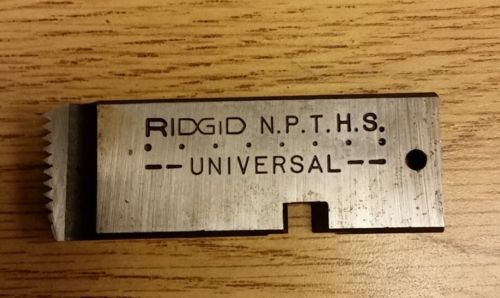 RIDGID N.P.T.H.S.
--UNIVERSAL--